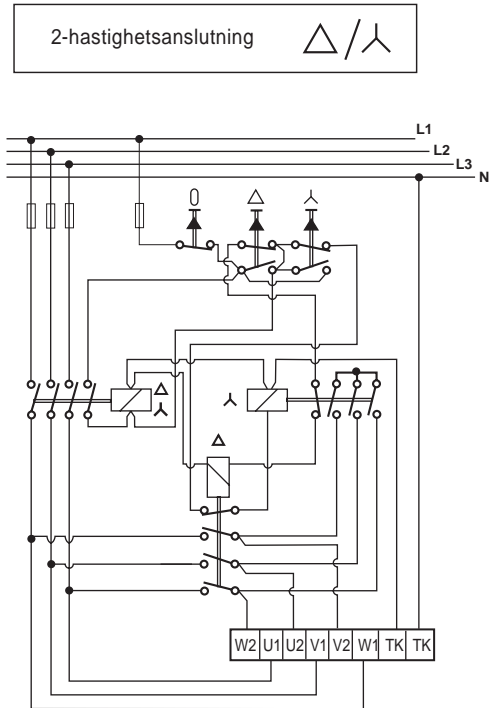 2-hastighetsanslutning △/⅄
L1
L2
L3
N
0 △ ⅄
△
⅄ ⅄
△
W2 U1 U2 V1 V2 W1 TK TK